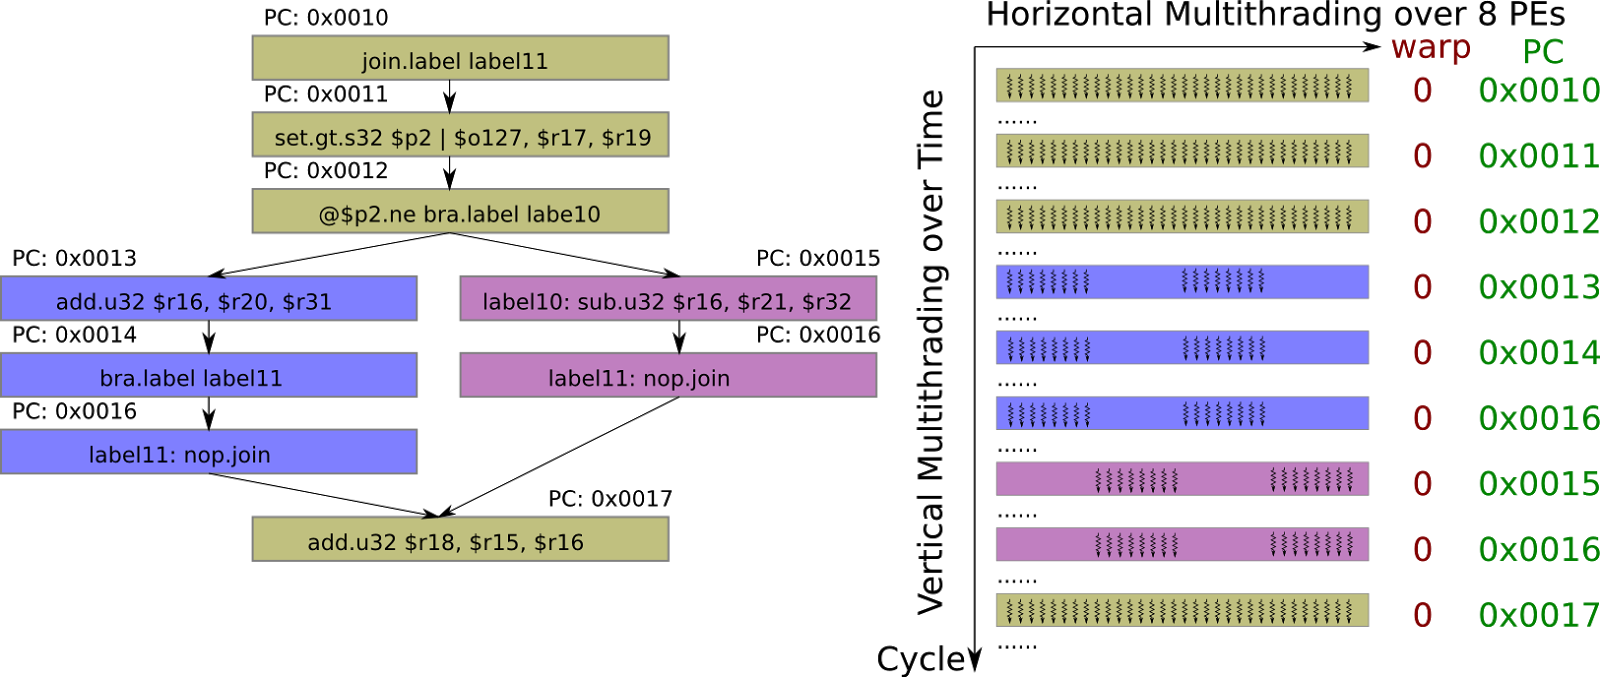 PC: 0x0010
join.label label11
PC: 0x0011
set.gt.s32 $p2 | $o127, $r17, $r19
PC: 0x0012
@$p2.ne bra.label labe10
PC: 0x0013
add.u32 $r16, $r20, $r31
PC: 0x0014
bra.label label11
PC: 0x0016
label11: nop.join
PC: 0x0015
label10: sub.u32 $r16, $r21, $r32
PC: 0x0016
label11: nop.join
PC: 0x0017
add.u32 $r18, $r15, $r16
Horizontal Multithrading over 8 PEs
warp PC
Vertical Multithrading over Time
0 0x0010
......
0 0x0011
......
0 0x0012
......
0 0x0013
......
0 0x0014
......
0 0x0016
......
0 0x0015
......
0 0x0016
......
0 0x0017
......
Cycle